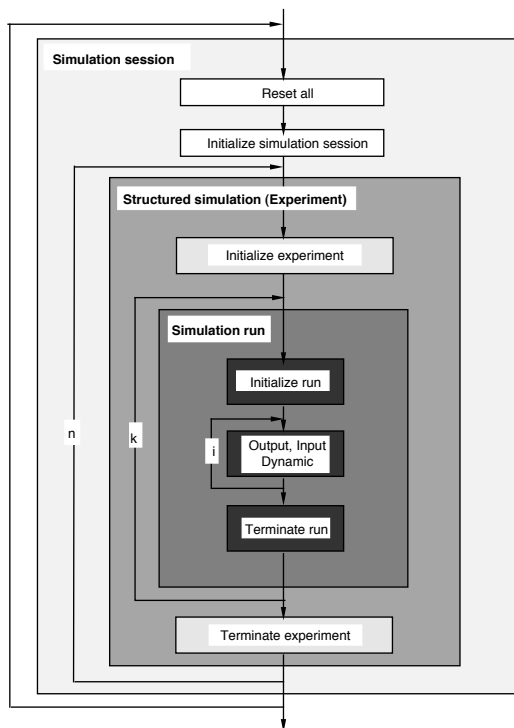 Simulation session
Reset all
Initialize simulation session
Structured simulation (Experiment)
Initialize experiment
Simulation run
Initialize run
n
k
i
Output, Input
Dynamic
Terminate run
Terminate experiment